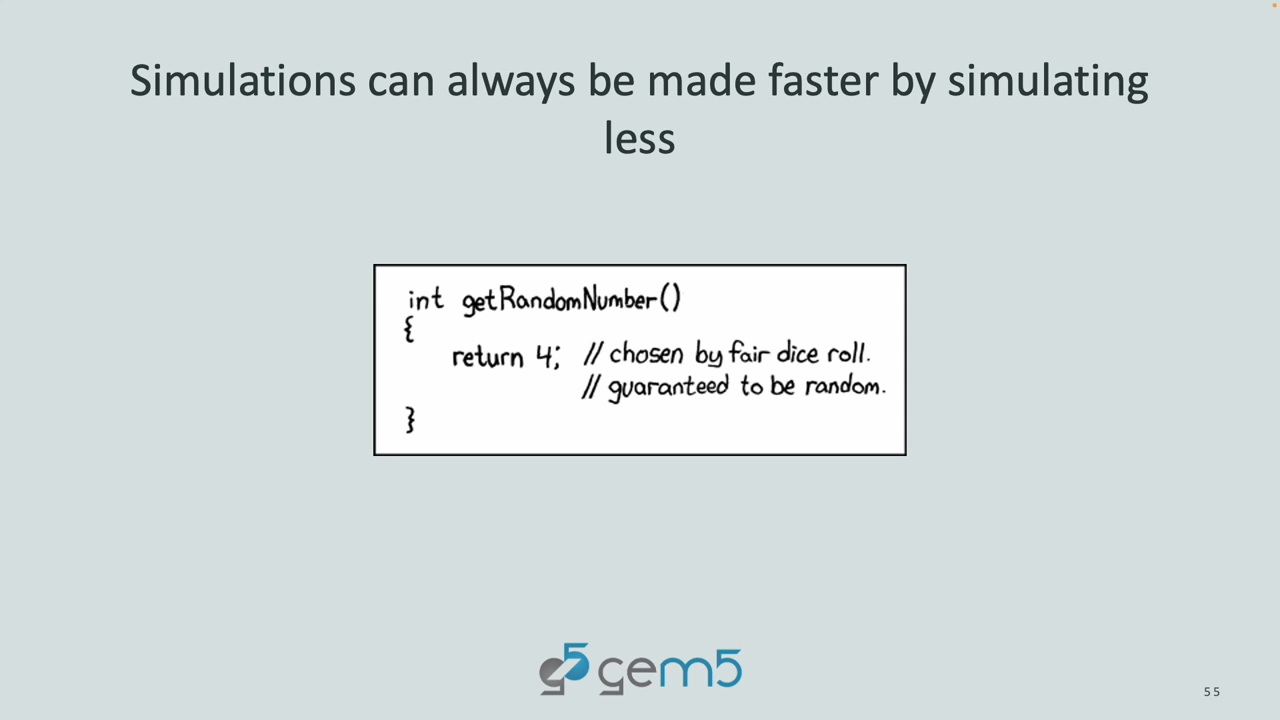 Simulations can always be made faster by simulating
less
int getRandomNumber()
{
return 4; // chosen by fair dice roll.
// guaranteed to be random.
}
g5 gem5
55